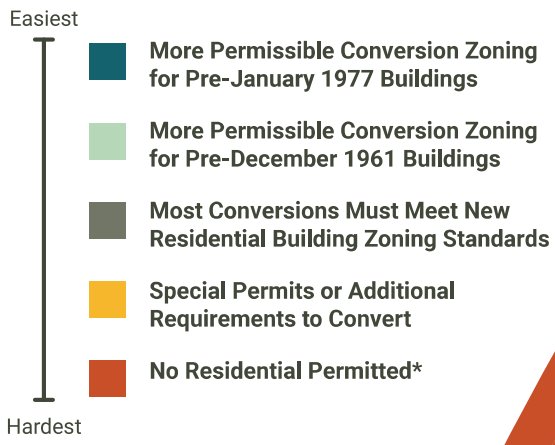 Easiest
More Permissible Conversion Zoning
for Pre-January 1977 Buildings
More Permissible Conversion Zoning
for Pre-December 1961 Buildings
Most Conversions Must Meet New
Residential Building Zoning Standards
Special Permits or Additional
Requirements to Convert
No Residential Permitted*
Hardest